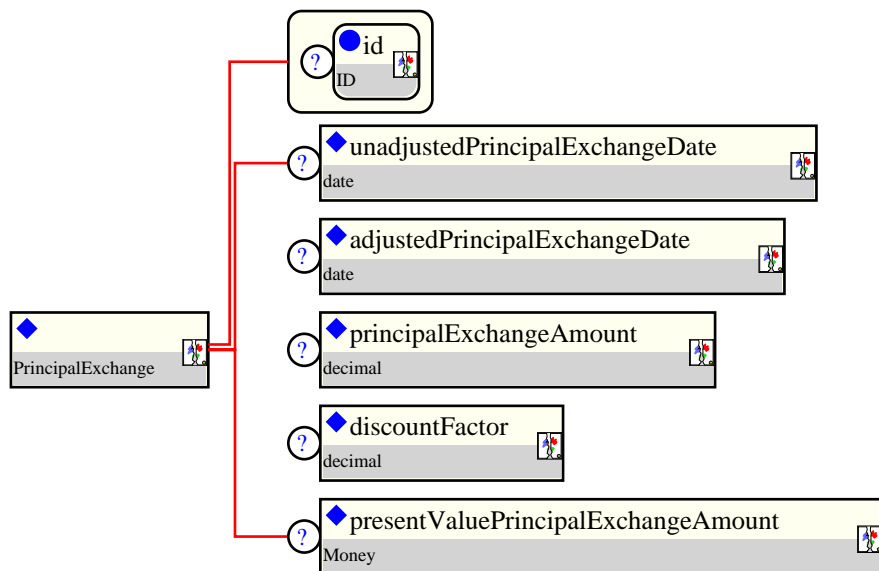 ? id
ID
? unadjustedPrincipalExchangeDate
date
? adjustedPrincipalExchangeDate
date
PrincipalExchange
? principalExchangeAmount
decimal
? discountFactor
decimal
? presentValuePrincipalExchangeAmount
Money